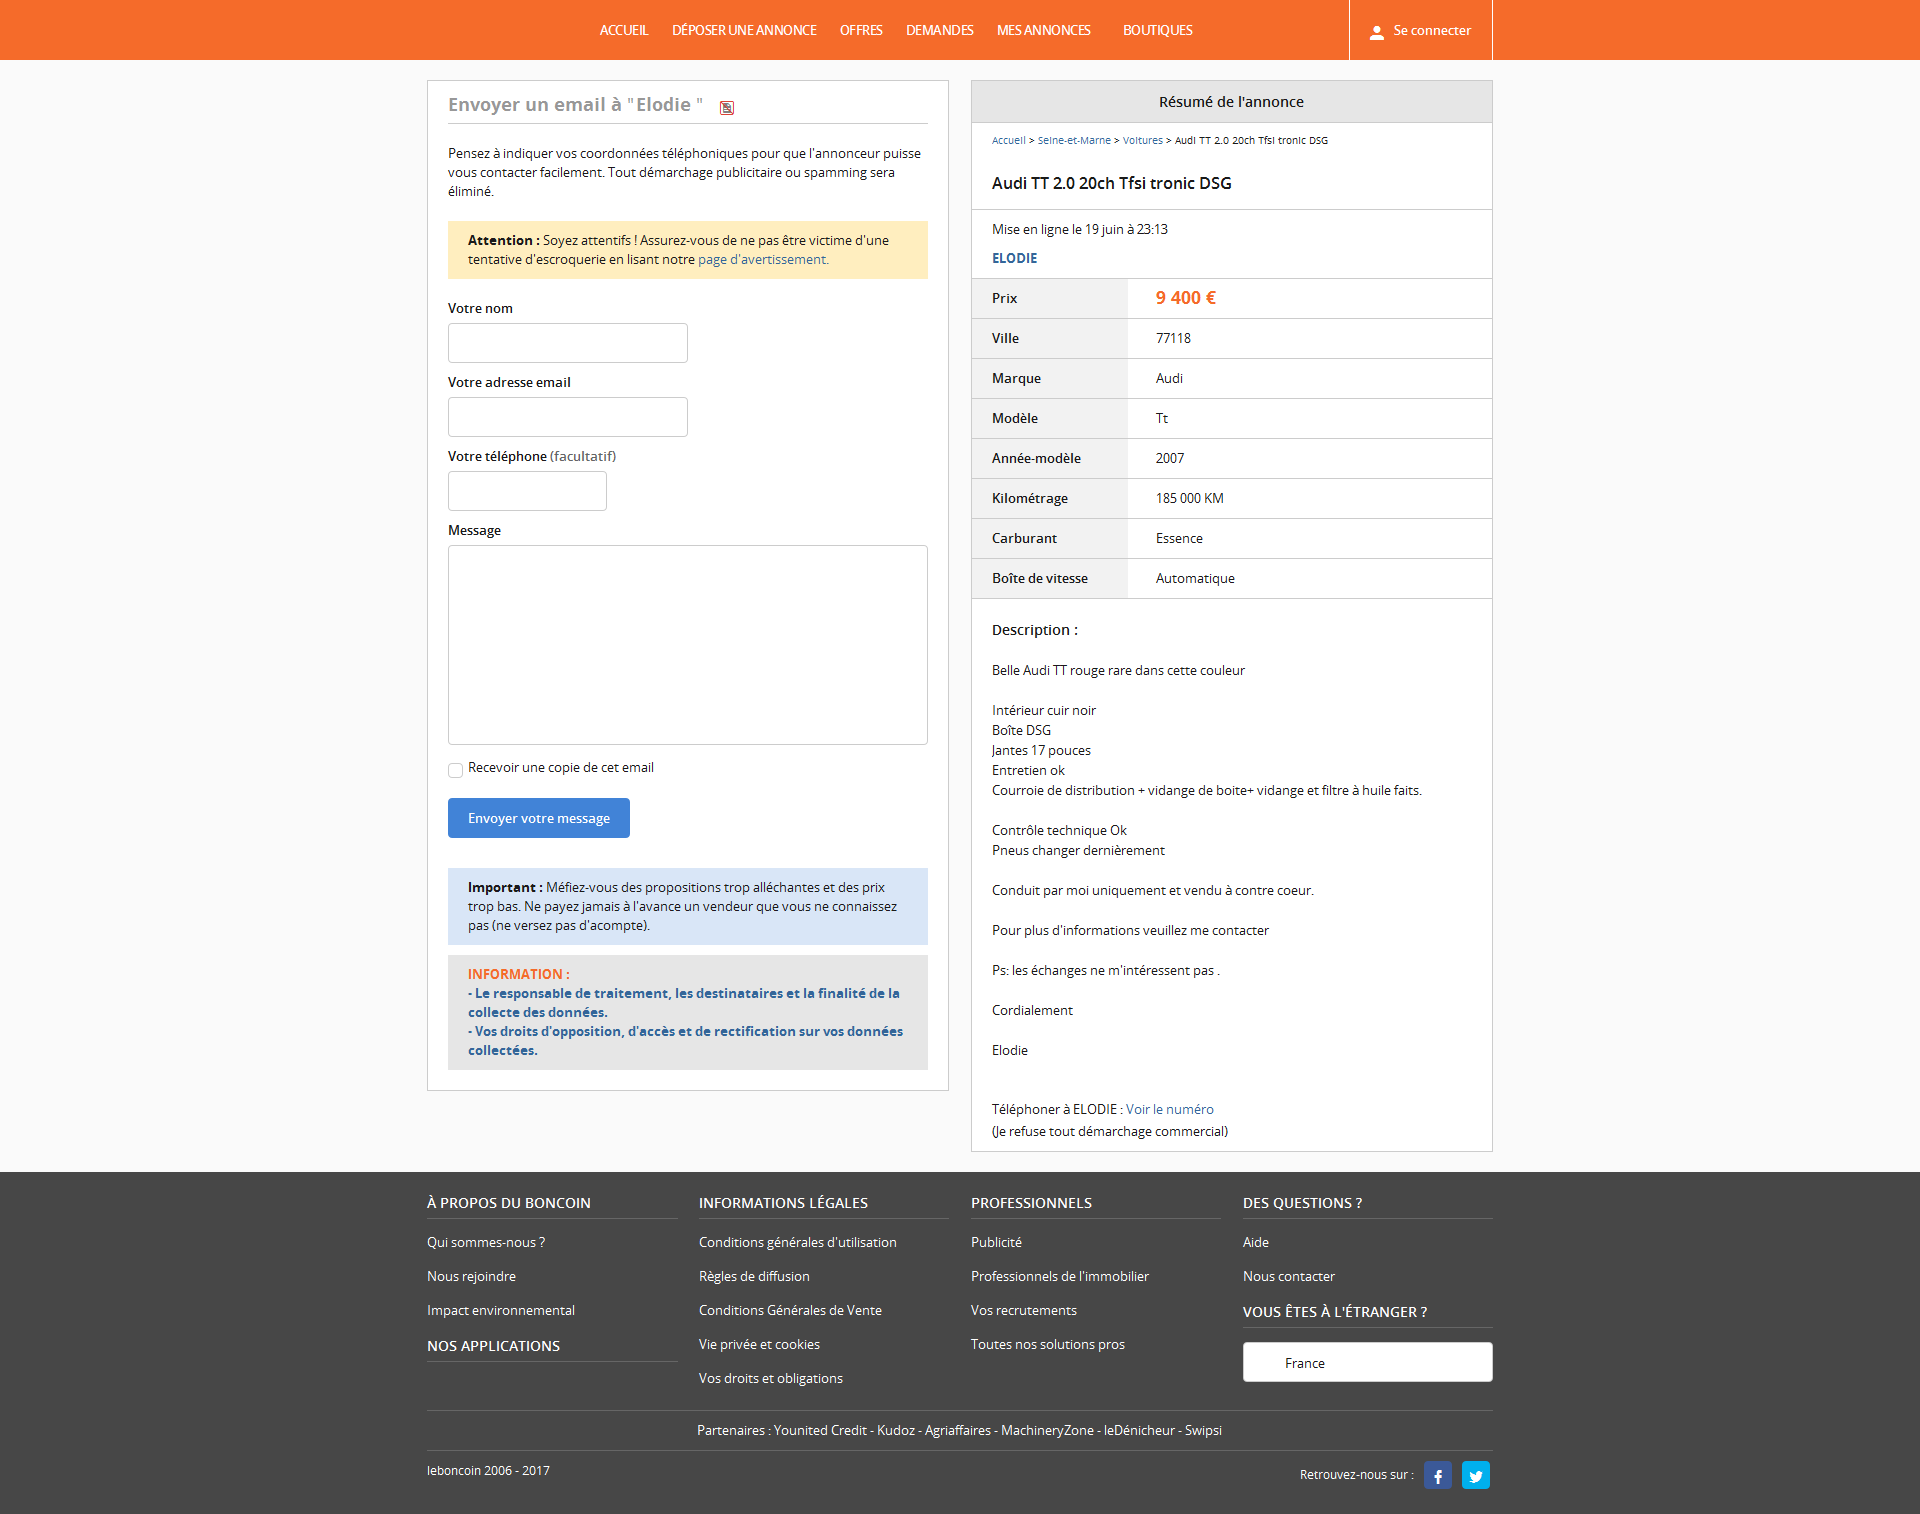 ACCUEIL DÉPOSER UNE ANNONCE OFFRES DEMANDES MES ANNONCES BOUTIQUES Se connecter
Envoyer un email à "Elodie "
Pensez à indiquer vos coordonnées téléphoniques pour que l'annonceur puisse
vous contacter facilement. Tout démarchage publicitaire ou spamming sera
éliminé.
Attention : Soyez attentifs ! Assurez-vous de ne pas être victime d'une
tentative d'escroquerie en lisant notre page d'avertissement.
Votre nom
Votre adresse email
Votre téléphone (facultatif)
Message
Recevoir une copie de cet email
Envoyer votre message
Important : Méfiez-vous des propositions trop alléchantes et des prix
trop bas. Ne payez jamais à l'avance un vendeur que vous ne connaissez
pas (ne versez pas d'acompte).
INFORMATION :
- Le responsable de traitement, les destinataires et la finalité de la
collecte des données.
- Vos droits d'opposition, d'accès et de rectification sur vos données
collectées.
Résumé de l'annonce
Accueil > Seine-et-Marne > Voitures > Audi TT 2.0 20ch Tfsi tronic DSG
Audi TT 2.0 20ch Tfsi tronic DSG
Mise en ligne le 19 juin à 23:13
ELODIE
Prix 9 400 €
Ville 77118
Marque Audi
Modèle Tt
Année-modèle 2007
Kilométrage 185 000 KM
Carburant Essence
Boîte de vitesse Automatique
Description :
Belle Audi TT rouge rare dans cette couleur
Intérieur cuir noir
Boîte DSG
Jantes 17 pouces
Entretien ok
Courroie de distribution + vidange de boite+ vidange et filtre à huile faits.
Contrôle technique Ok
Pneus changer dernièrement
Conduit par moi uniquement et vendu à contre coeur.
Pour plus d'informations veuillez me contacter
Ps: les échanges ne m'intéressent pas .
Cordialement
Elodie
Téléphoner à ELODIE : Voir le numéro
(Je refuse tout démarchage commercial)
À PROPOS DU BONCOIN
Qui sommes-nous ?
Nous rejoindre
Impact environnemental
NOS APPLICATIONS
INFORMATIONS LÉGALES
Conditions générales d'utilisation
Règles de diffusion
Conditions Générales de Vente
Vie privée et cookies
Vos droits et obligations
PROFESSIONNELS
Publicité
Professionnels de l'immobilier
Vos recrutements
Toutes nos solutions pros
DES QUESTIONS ?
Aide
Nous contacter
VOUS ÊTES À L'ÉTRANGER ?
France
Partenaires : Younited Credit - Kudoz - Agriaffaires - MachineryZone - leDénicheur - Swipsi
leboncoin 2006 - 2017
Retrouvez-nous sur :